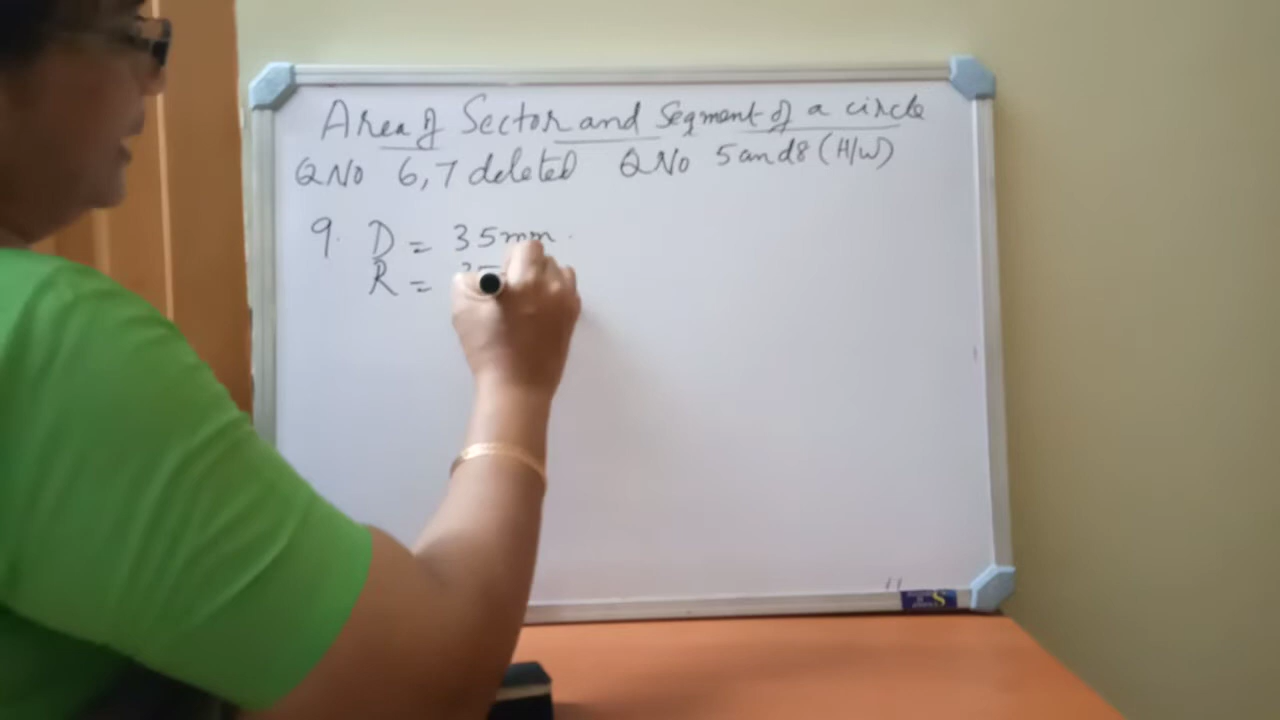 Area of Sector and Segment of a circle
Q No 6,7 deleted Q No 5 and 8 (H/W)
9. D = 35mm
R =